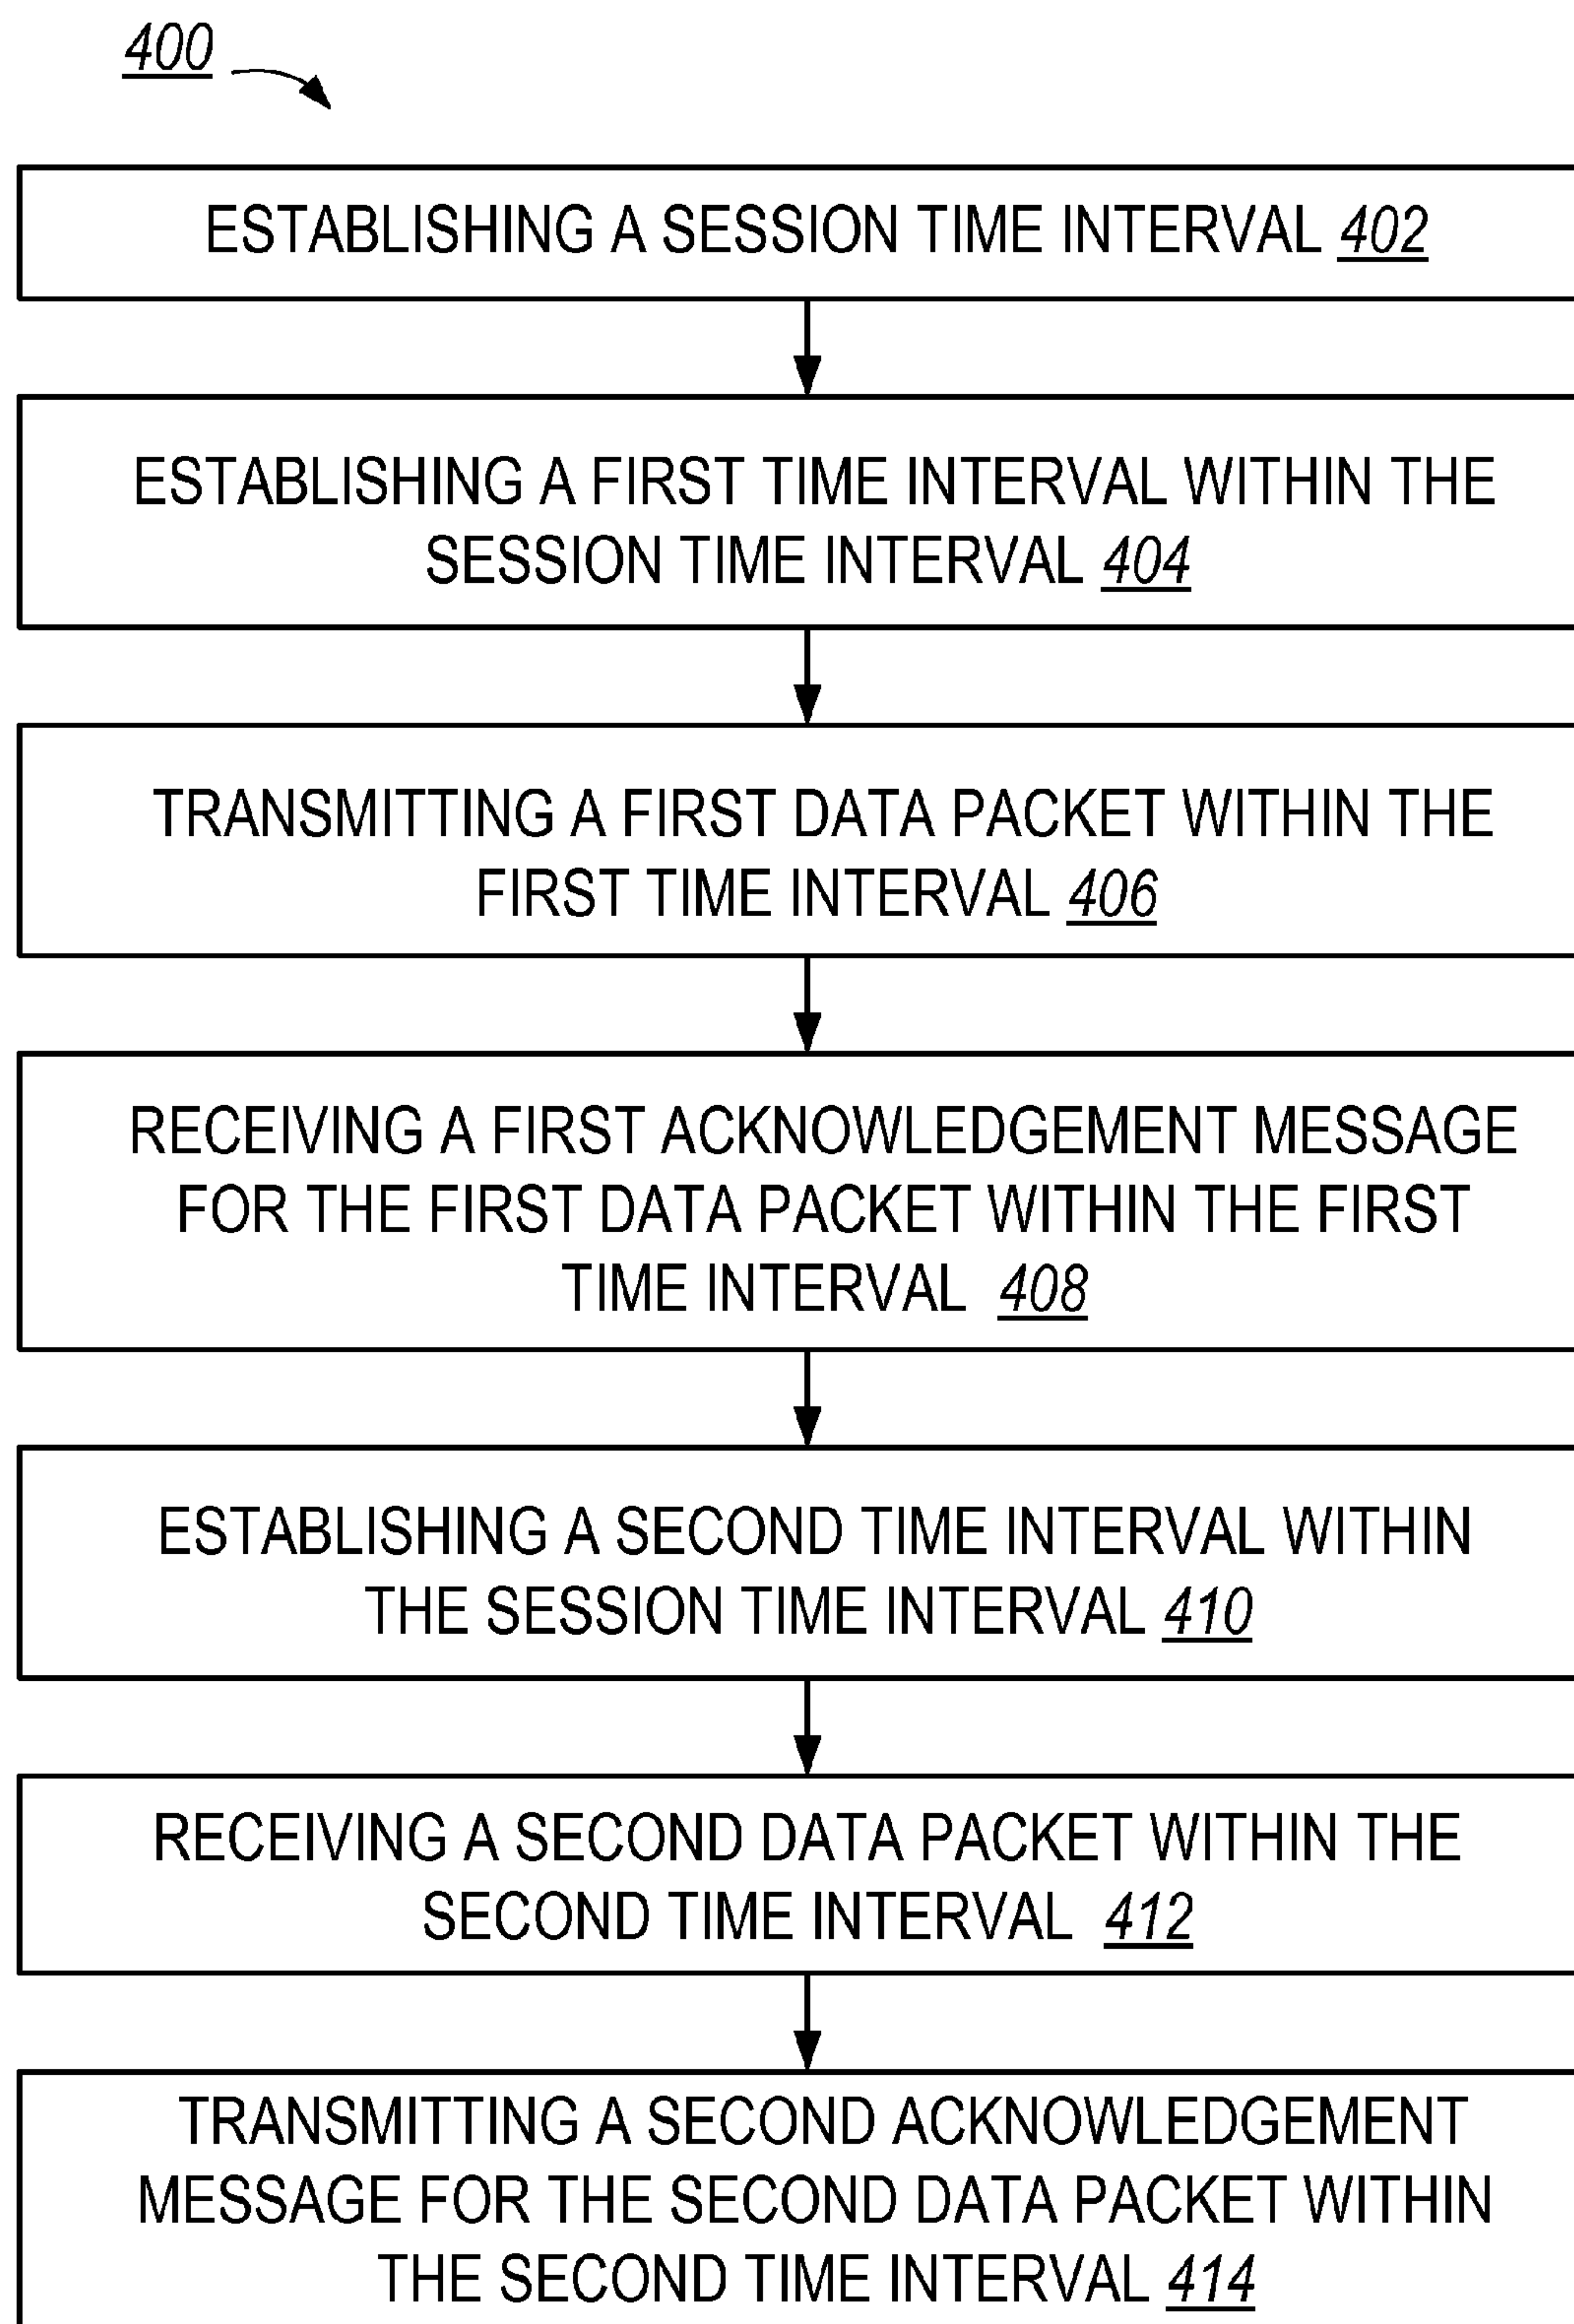 400
ESTABLISHING A SESSION TIME INTERVAL 402
ESTABLISHING A FIRST TIME INTERVAL WITHIN THE
SESSION TIME INTERVAL 404
TRANSMITTING A FIRST DATA PACKET WITHIN THE
FIRST TIME INTERVAL 406
RECEIVING A FIRST ACKNOWLEDGEMENT MESSAGE
FOR THE FIRST DATA PACKET WITHIN THE FIRST
TIME INTERVAL 408
ESTABLISHING A SECOND TIME INTERVAL WITHIN
THE SESSION TIME INTERVAL 410
RECEIVING A SECOND DATA PACKET WITHIN THE
SECOND TIME INTERVAL 412
TRANSMITTING A SECOND ACKNOWLEDGEMENT
MESSAGE FOR THE SECOND DATA PACKET WITHIN
THE SECOND TIME INTERVAL 414